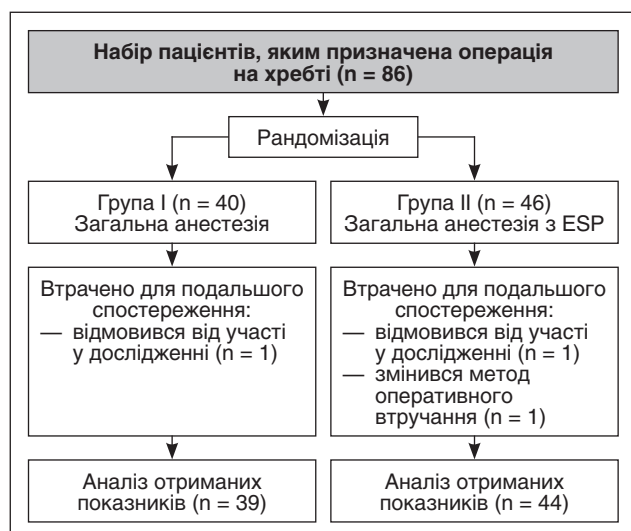 Набір пацієнтів, яким призначена операція
на хребті (n = 86)
Рандомізація
Група I (n = 40)
Загальна анестезія
Група II (n = 46)
Загальна анестезія з ESP
Втрачено для подальшого
спостереження:
— відмовився від участі
у дослідженні (n = 1)
Втрачено для подальшого
спостереження:
— відмовився від участі
у дослідженні (n = 1)
— змінився метод
оперативного
втручання (n = 1)
Аналіз отриманих
показників (n = 39)
Аналіз отриманих
показників (n = 44)